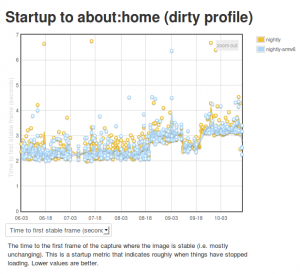 Startup to about:home (dirty profile)
7
6
5
4
3
2
1
0
Time to first stable frame (seconds)
zoom out
nightly
nightly-armv8
06-03
06-18
07-03
07-18
08-03
08-18
09-03
09-18
10-03
Time to first stable frame (second
The time to the first frame of the capture where the image is stable (i.e. mostly
unchanging). This is a startup metric that indicates roughly when things have stopped
loading. Lower values are better.